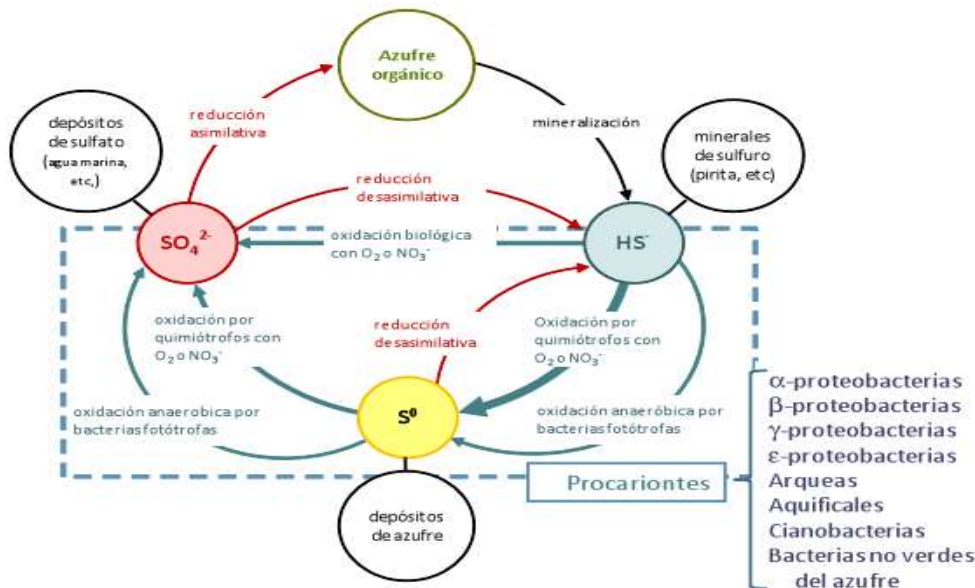 Azufre
orgánico
reducción
asimilativa
mineralización
depósitos
de sulfato
(agua marina,
etc,)
minerales
de sulfuro
(pirita, etc)
reducción
desasimilativa
SO₄²⁻
HS⁻
oxidación biológica
con O₂ o NO₃⁻
oxidación por
quimiótrofos con
O₂ o NO₃⁻
reducción
desasimilativa
Oxidación por
quimiótrofos con
O₂ o NO₃⁻
oxidación anaerobica por
bacterias fotótrofas
S⁰
oxidación anaeróbica por
bacterias fotótrofas
depósitos
de azufre
Procariontes
α-proteobacterias
β-proteobacterias
γ-proteobacterias
ε-proteobacterias
Arqueas
Aquificales
Cianobacterias
Bacterias no verdes
del azufre